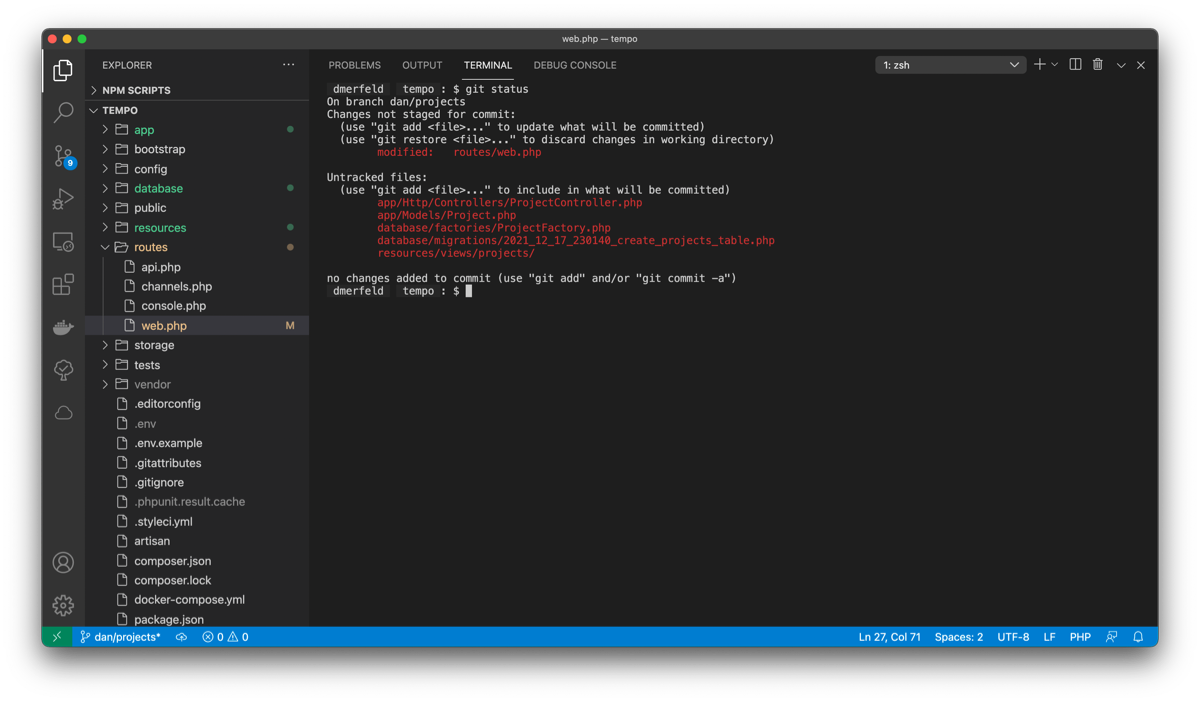 web.php — tempo
EXPLORER
NPM SCRIPTS
TEMPO
app
bootstrap
config
database
public
resources
routes
api.php
channels.php
console.php
web.php M
storage
tests
vendor
.editorconfig
.env
.env.example
.gitattributes
.gitignore
.phpunit.result.cache
.styleci.yml
artisan
composer.json
composer.lock
docker-compose.yml
package.json
9
PROBLEMS OUTPUT TERMINAL DEBUG CONSOLE
1: zsh
dmerfeld tempo : $ git status
On branch dan/projects
Changes not staged for commit:
(use "git add <file>..." to update what will be committed)
(use "git restore <file>..." to discard changes in working directory)
modified: routes/web.php
Untracked files:
(use "git add <file>..." to include in what will be committed)
app/Http/Controllers/ProjectController.php
app/Models/Project.php
database/factories/ProjectFactory.php
database/migrations/2021_12_17_230140_create_projects_table.php
resources/views/projects/
no changes added to commit (use "git add" and/or "git commit -a")
dmerfeld tempo : $
dan/projects* 0 0 Ln 27, Col 71 Spaces: 2 UTF-8 LF PHP